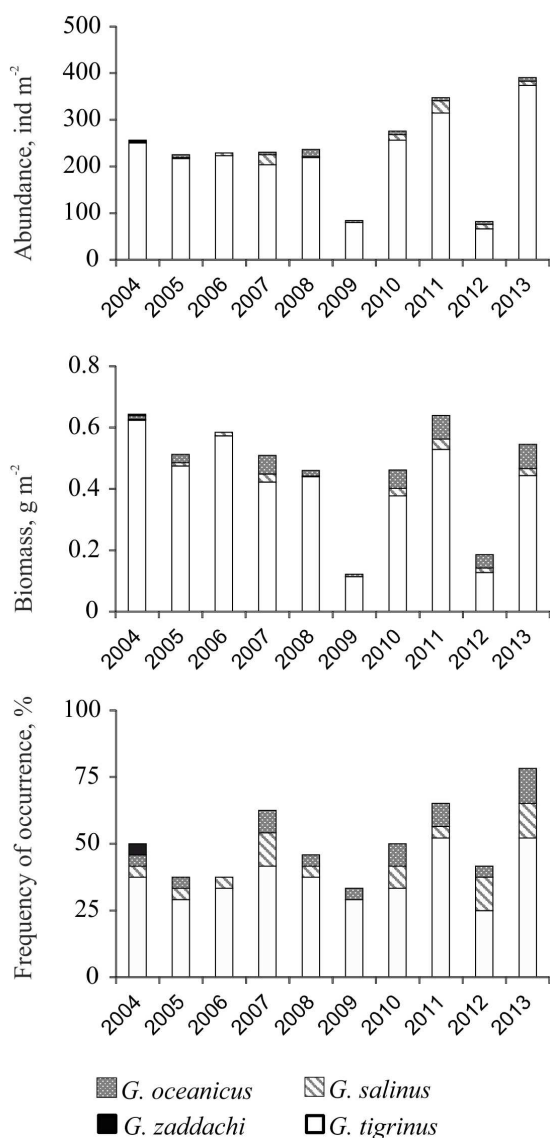 Abundance, ind m⁻²
500
400
300
200
100
0
2004 2005 2006 2007 2008 2009 2010 2011 2012 2013
Biomass, g m⁻²
0.8
0.6
0.4
0.2
0
2004 2005 2006 2007 2008 2009 2010 2011 2012 2013
Frequency of occurrence, %
100
75
50
25
0
2004 2005 2006 2007 2008 2009 2010 2011 2012 2013
G. oceanicus G. salinus
G. zaddachi G. tigrinus